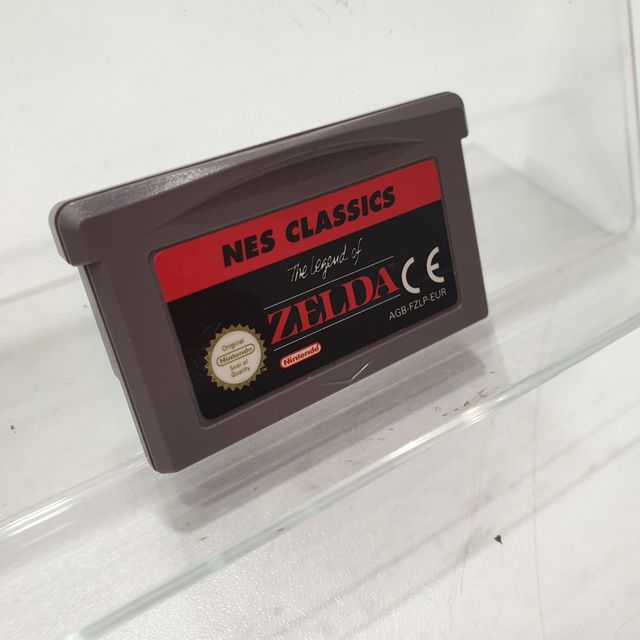 NES CLASSICS
The Legend of
ZELDA
CE
AGB-FZLP-EUR
Original
Nintendo
Seal of
Quality
Nintendo